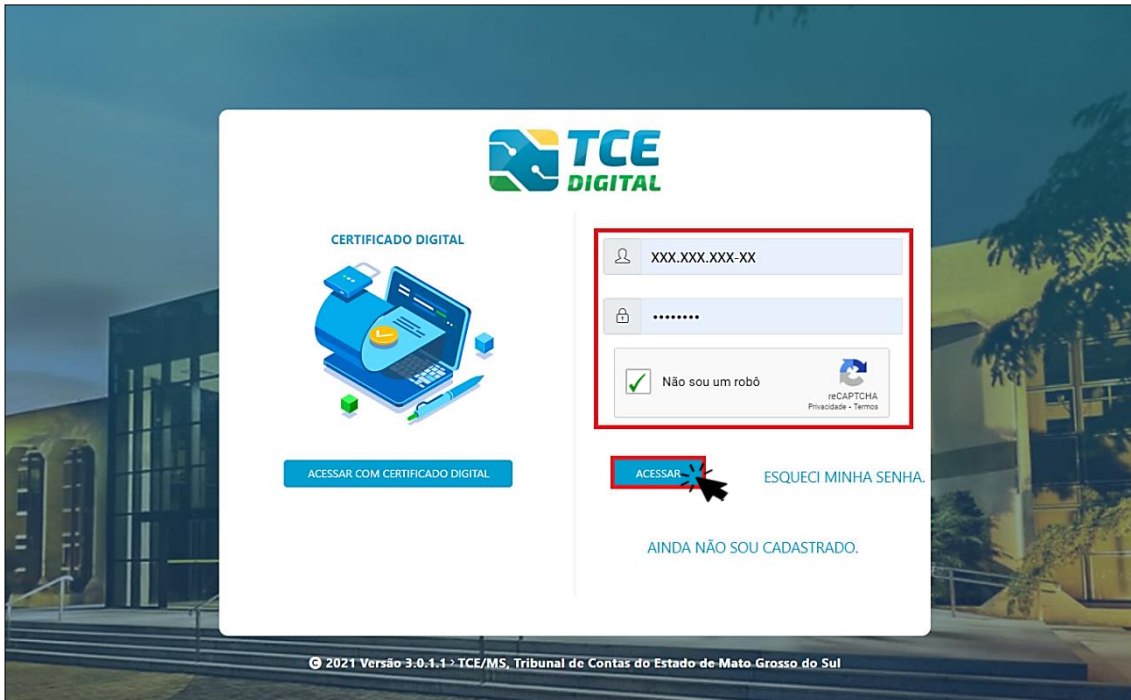 TCE
DIGITAL
CERTIFICADO DIGITAL
ACESSAR COM CERTIFICADO DIGITAL
XXX.XXX.XXX-XX
••••••••
Não sou um robô
reCAPTCHA
Privacidade - Termos
ACESSAR
ESQUECI MINHA SENHA.
AINDA NÃO SOU CADASTRADO.
© 2021 Versão 3.0.1.1 > TCE/MS, Tribunal de Contas do Estado de Mato Grosso do Sul